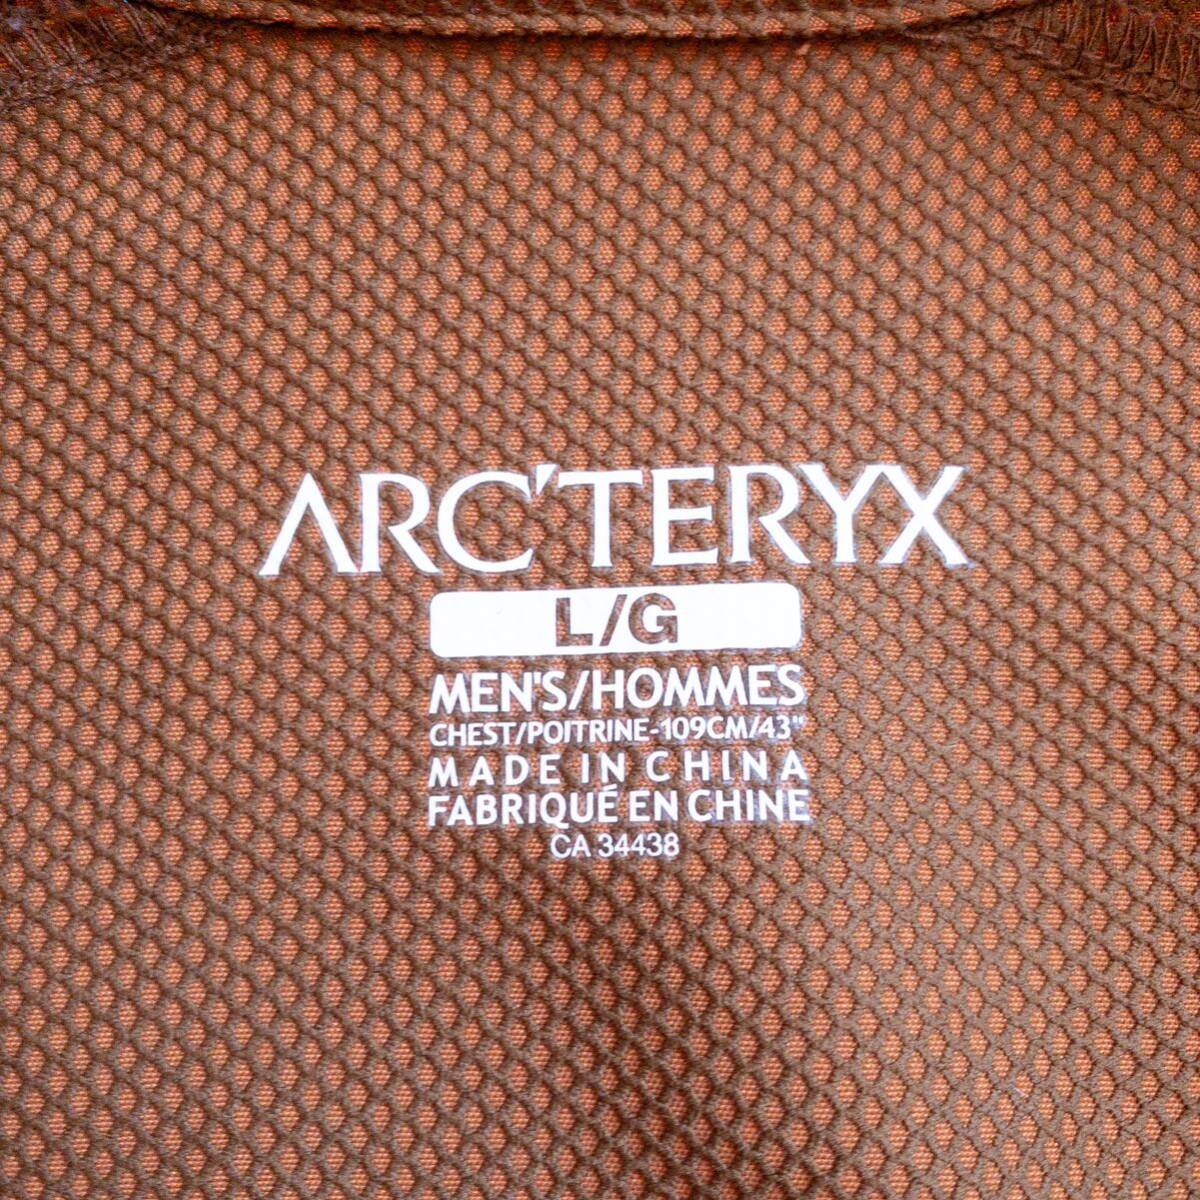 ARC'TERYX
L/G
MEN'S/HOMMES
CHEST/POITRINE-109CM/43"
MADE IN CHINA
FABRIQUÉ EN CHINE
CA 34438